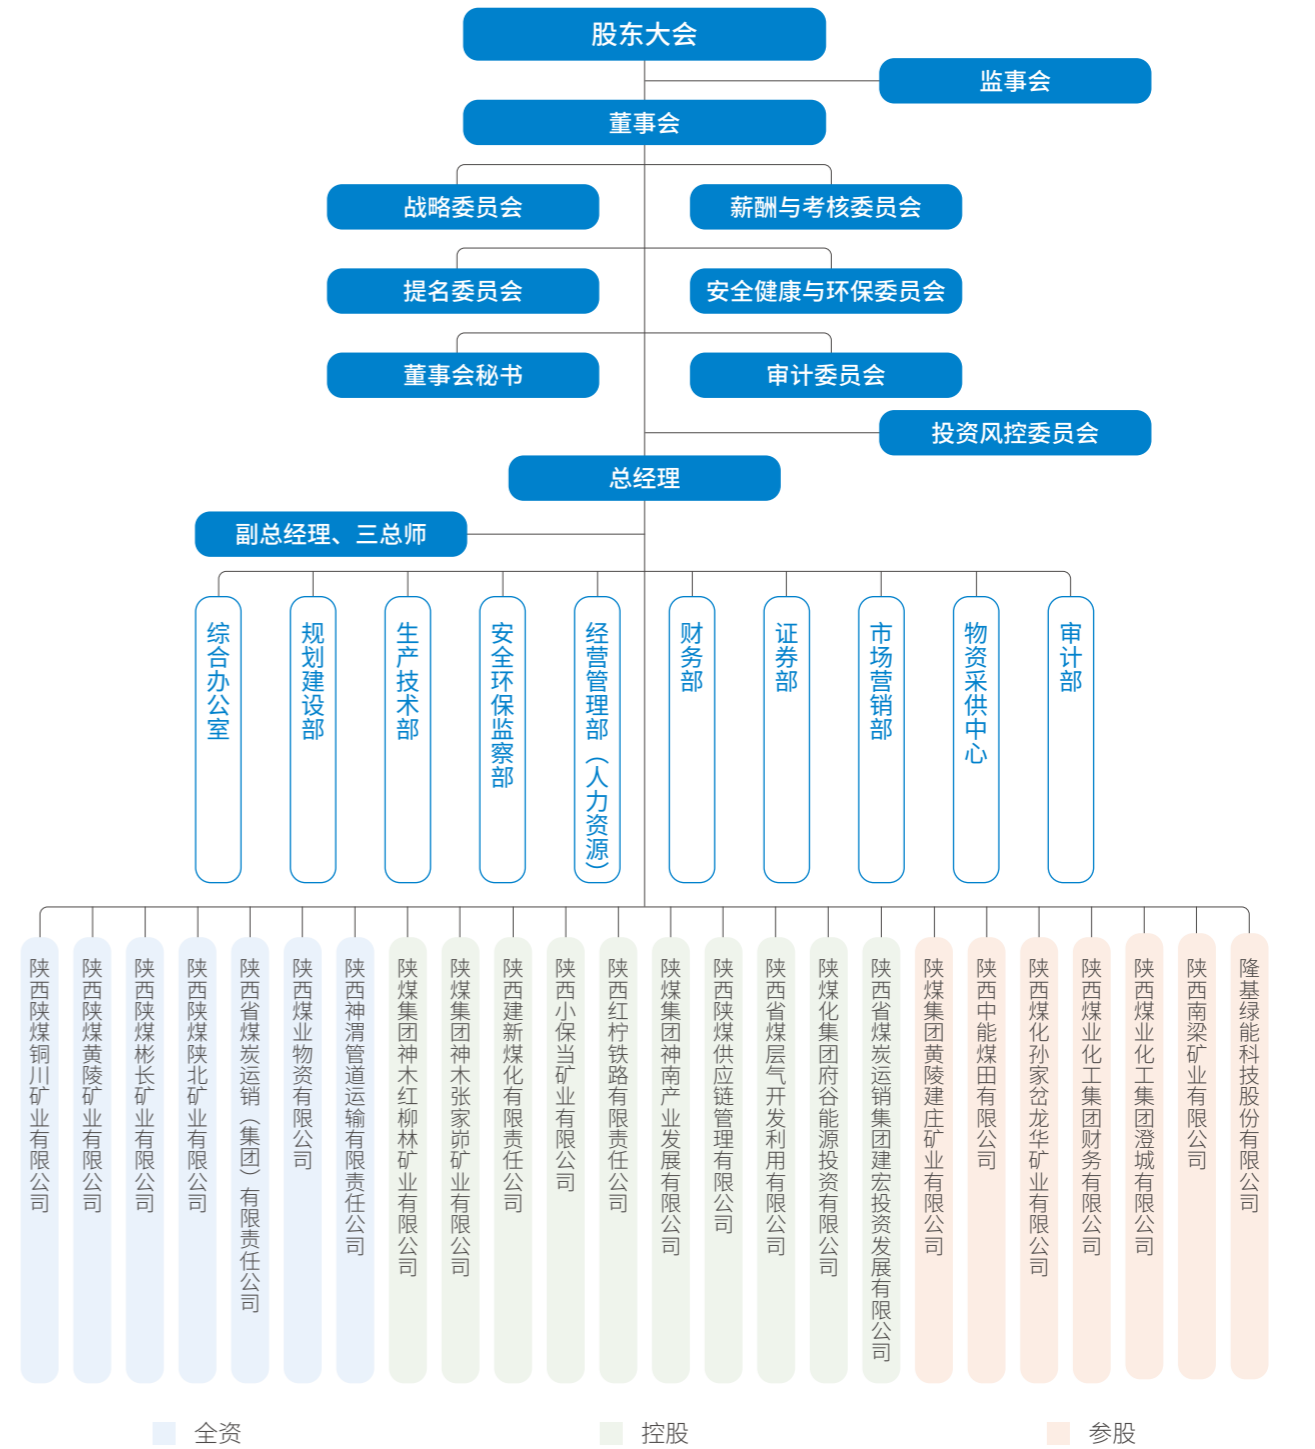 股东大会
监事会
董事会
战略委员会
薪酬与考核委员会
提名委员会
安全健康与环保委员会
董事会秘书
审计委员会
投资风控委员会
总经理
副总经理、三总师
综合办公室
规划建设部
生产技术部
安全环保监察部
经营管理部（人力资源）
财务部
证券部
市场营销部
物资采供中心
审计部
陕西陕煤铜川矿业有限公司
陕西陕煤黄陵矿业有限公司
陕西陕煤彬长矿业有限公司
陕西陕煤陕北矿业有限公司
陕西省煤炭运销（集团）有限责任公司
陕西煤业物资有限公司
陕西神渭管道运输有限责任公司
陕煤集团神木红柳林矿业有限公司
陕煤集团神木张家峁矿业有限公司
陕西建新煤化有限责任公司
陕西小保当矿业有限公司
陕西红柠铁路有限责任公司
陕煤集团神南产业发展有限公司
陕西陕煤供应链管理有限公司
陕西省煤层气开发利用有限公司
陕煤化集团府谷能源投资有限公司
陕西省煤炭运销集团建宏投资发展有限公司
陕煤集团黄陵建庄矿业有限公司
陕西中能煤田有限公司
陕西煤化孙家岔龙华矿业有限公司
陕西煤业化工集团财务有限公司
陕西煤业化工集团澄城有限公司
陕西南梁矿业有限公司
隆基绿能科技股份有限公司
全资
控股
参股